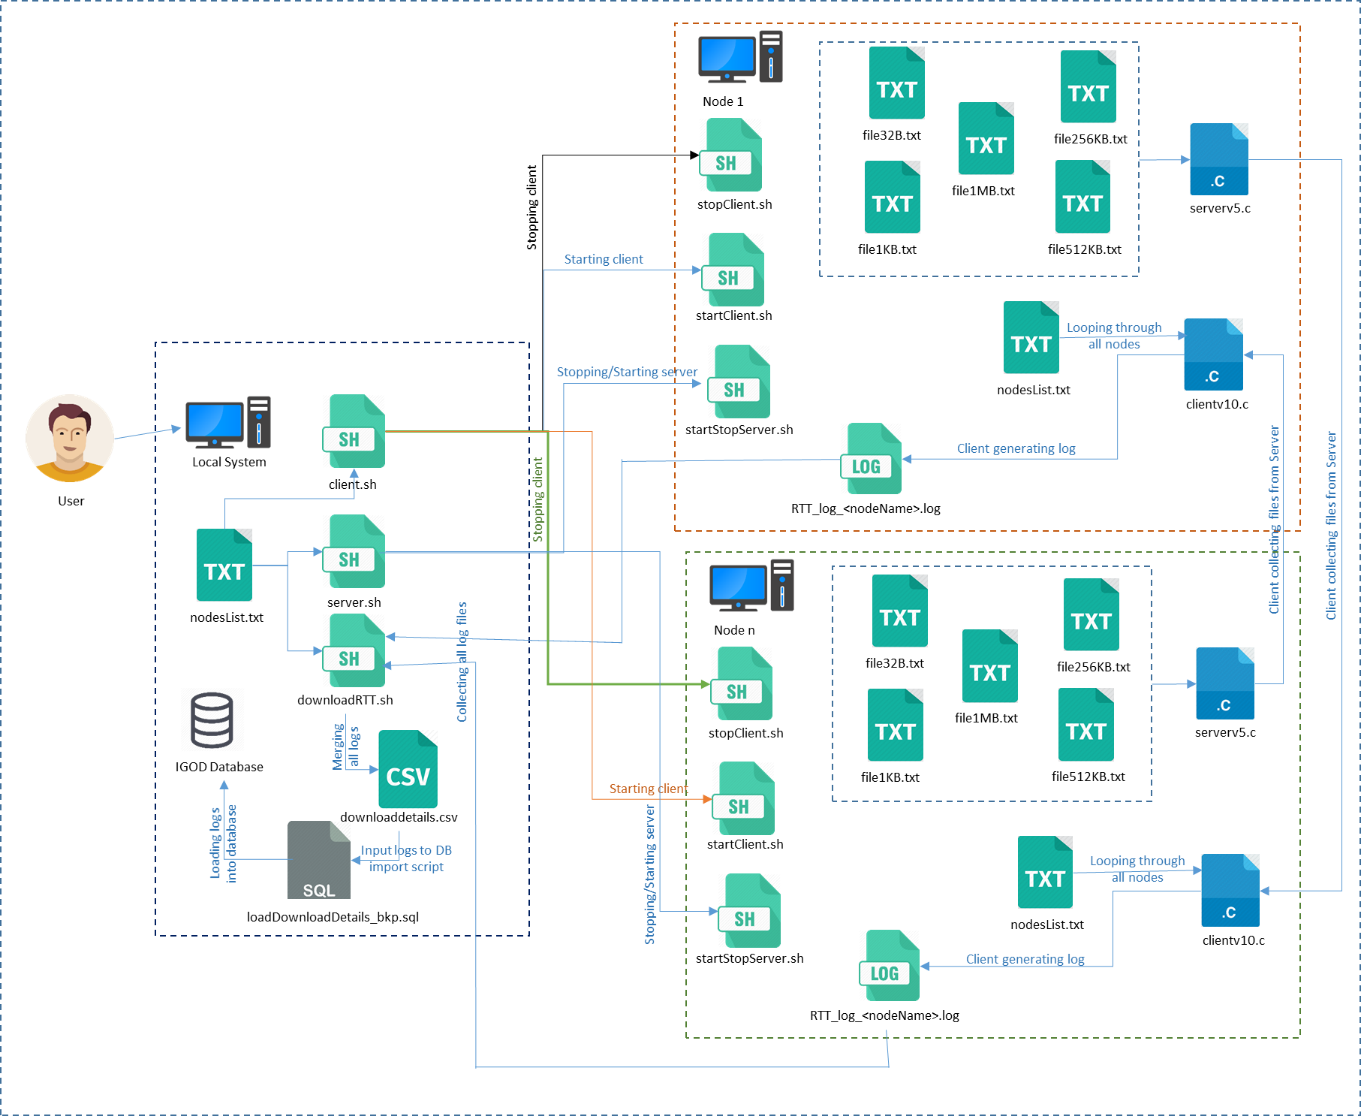 User
Local System
SH
client.sh
TXT
nodesList.txt
SH
server.sh
SH
downloadRTT.sh
Merging
all logs
CSV
downloaddetails.csv
Input logs to DB
import script
SQL
loadDownloadDetails_bkp.sql
Loading logs
into database
IGOD Database
Collecting all log files
Stopping client
Starting client
Stopping/Starting server
Stopping client
Starting client
Stopping/Starting server
Node 1
SH
stopClient.sh
SH
startClient.sh
SH
startStopServer.sh
TXT
file32B.txt
TXT
file256KB.txt
TXT
file1MB.txt
TXT
file1KB.txt
TXT
file512KB.txt
.C
serverv5.c
TXT
nodesList.txt
Looping through
all nodes
.C
clientv10.c
Client generating log
LOG
RTT_log_<nodeName>.log
Client collecting files from Server
Client collecting files from Server
Node n
SH
stopClient.sh
SH
startClient.sh
SH
startStopServer.sh
TXT
file32B.txt
TXT
file256KB.txt
TXT
file1MB.txt
TXT
file1KB.txt
TXT
file512KB.txt
.C
serverv5.c
TXT
nodesList.txt
Looping through
all nodes
.C
clientv10.c
Client generating log
LOG
RTT_log_<nodeName>.log